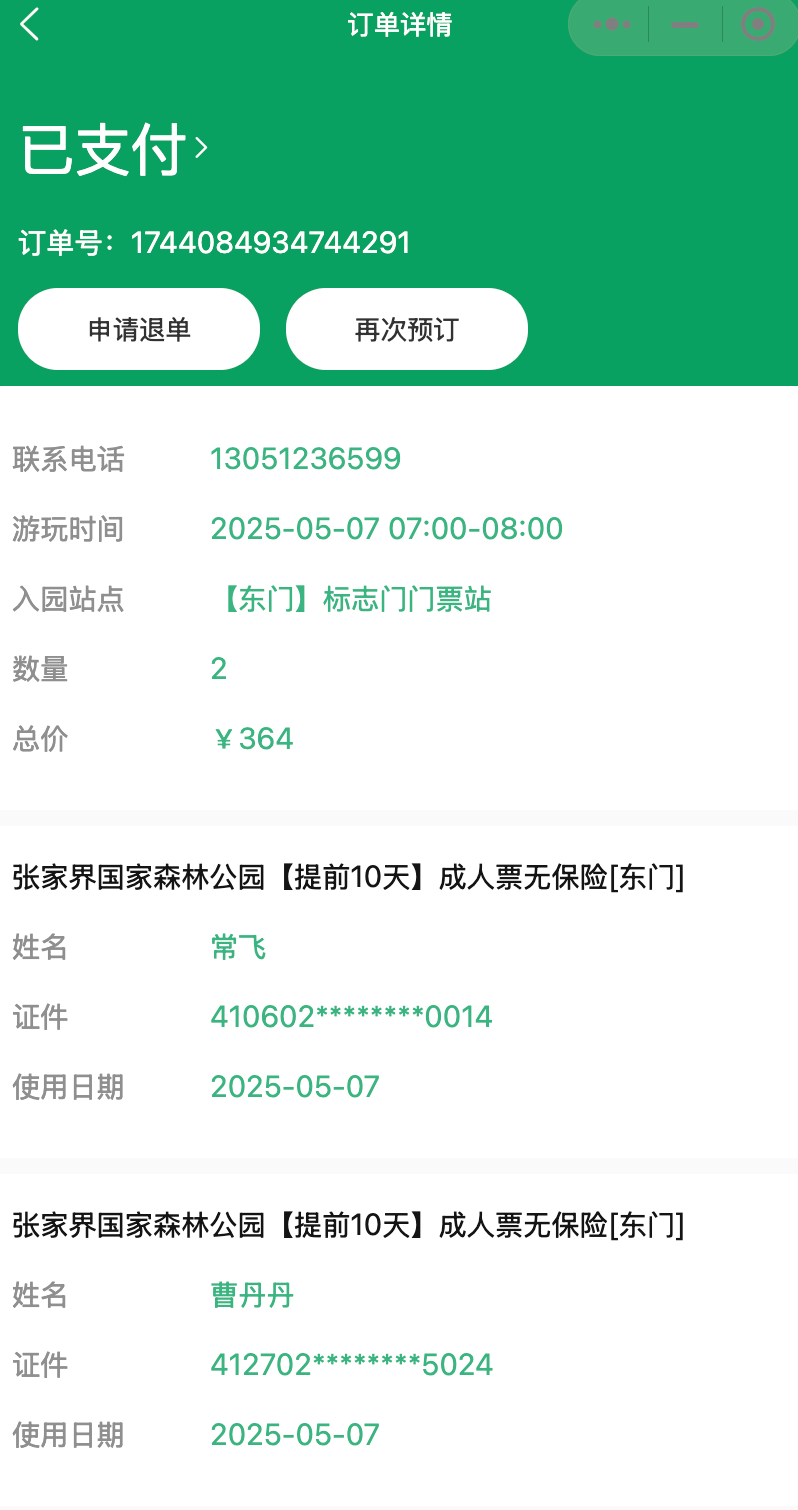 订单详情
已支付
订单号：1744084934744291
申请退单 再次预订
联系电话 13051236599
游玩时间 2025-05-07 07:00-08:00
入园站点 【东门】标志门门票站
数量 2
总价 ￥364
张家界国家森林公园【提前10天】成人票无保险[东门]
姓名 常飞
证件 410602********0014
使用日期 2025-05-07
张家界国家森林公园【提前10天】成人票无保险[东门]
姓名 曹丹丹
证件 412702********5024
使用日期 2025-05-07